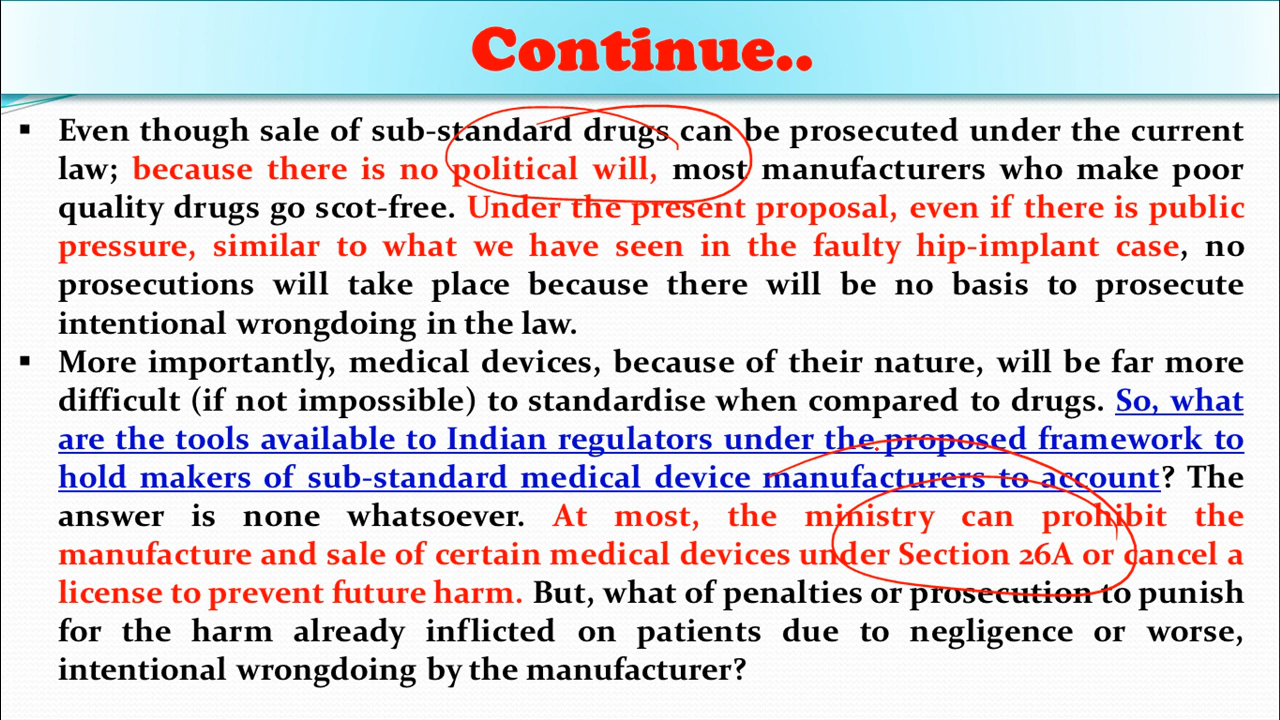 Continue..
▪ Even though sale of sub-standard drugs can be prosecuted under the current
law; because there is no political will, most manufacturers who make poor
quality drugs go scot-free. Under the present proposal, even if there is public
pressure, similar to what we have seen in the faulty hip-implant case, no
prosecutions will take place because there will be no basis to prosecute
intentional wrongdoing in the law.
▪ More importantly, medical devices, because of their nature, will be far more
difficult (if not impossible) to standardise when compared to drugs. So, what
are the tools available to Indian regulators under the proposed framework to
hold makers of sub-standard medical device manufacturers to account? The
answer is none whatsoever. At most, the ministry can prohibit the
manufacture and sale of certain medical devices under Section 26A or cancel a
license to prevent future harm. But, what of penalties or prosecution to punish
for the harm already inflicted on patients due to negligence or worse,
intentional wrongdoing by the manufacturer?